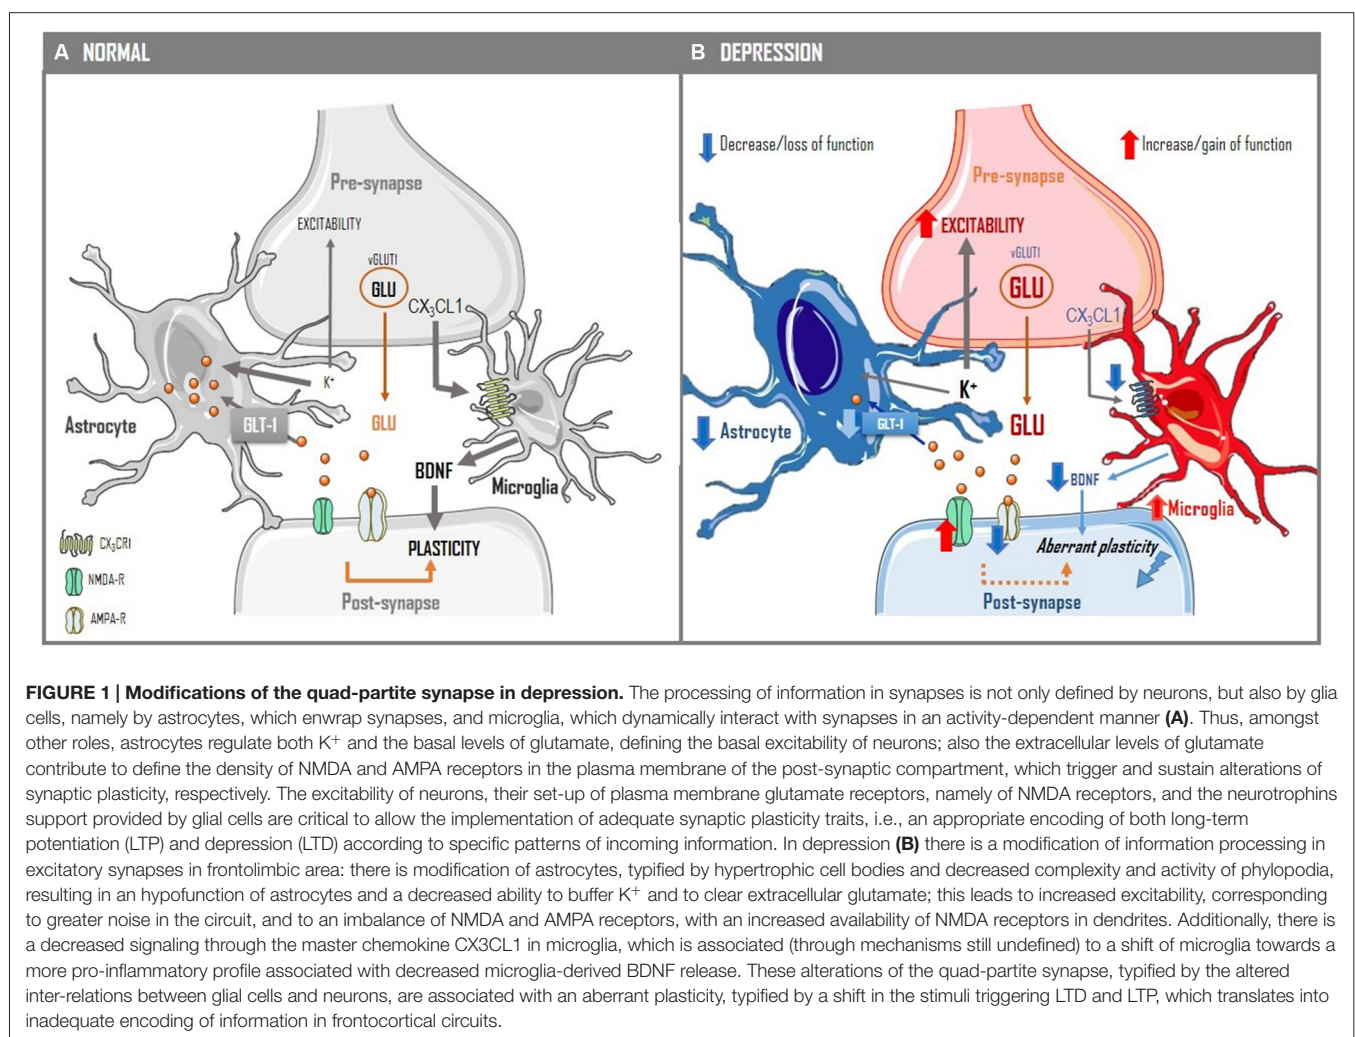 A NORMAL
Pre-synapse
EXCITABILITY
vGLUT1
GLU
CX₃CL1
K⁺
Astrocyte
GLT-1
GLU
BDNF
Microglia
PLASTICITY
CX₃CR1
NMDA-R
AMPA-R
Post-synapse
B DEPRESSION
Decrease/loss of function
Increase/gain of function
Pre-synapse
EXCITABILITY
vGLUT1
GLU
CX₃CL1
K⁺
Astrocyte
GLT-1
GLU
BDNF
Microglia
Aberrant plasticity
Post-synapse
FIGURE 1 | Modifications of the quad-partite synapse in depression. The processing of information in synapses is not only defined by neurons, but also by glia
cells, namely by astrocytes, which enwrap synapses, and microglia, which dynamically interact with synapses in an activity-dependent manner (A). Thus, amongst
other roles, astrocytes regulate both K⁺ and the basal levels of glutamate, defining the basal excitability of neurons; also the extracellular levels of glutamate
contribute to define the density of NMDA and AMPA receptors in the plasma membrane of the post-synaptic compartment, which trigger and sustain alterations of
synaptic plasticity, respectively. The excitability of neurons, their set-up of plasma membrane glutamate receptors, namely of NMDA receptors, and the neurotrophins
support provided by glial cells are critical to allow the implementation of adequate synaptic plasticity traits, i.e., an appropriate encoding of both long-term
potentiation (LTP) and depression (LTD) according to specific patterns of incoming information. In depression (B) there is a modification of information processing in
excitatory synapses in frontolimbic area: there is modification of astrocytes, typified by hypertrophic cell bodies and decreased complexity and activity of phylopodia,
resulting in an hypofunction of astrocytes and a decreased ability to buffer K⁺ and to clear extracellular glutamate; this leads to increased excitability, corresponding
to greater noise in the circuit, and to an imbalance of NMDA and AMPA receptors, with an increased availability of NMDA receptors in dendrites. Additionally, there is
a decreased signaling through the master chemokine CX3CL1 in microglia, which is associated (through mechanisms still undefined) to a shift of microglia towards a
more pro-inflammatory profile associated with decreased microglia-derived BDNF release. These alterations of the quad-partite synapse, typified by the altered
inter-relations between glial cells and neurons, are associated with an aberrant plasticity, typified by a shift in the stimuli triggering LTD and LTP, which translates into
inadequate encoding of information in frontocortical circuits.